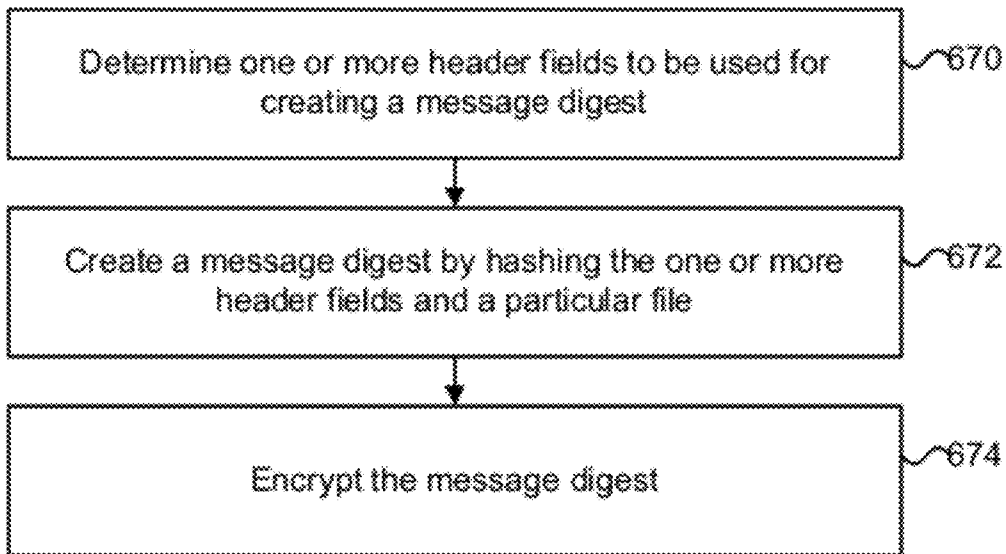 Determine one or more header fields to be used for
creating a message digest
670
Create a message digest by hashing the one or more
header fields and a particular file
672
Encrypt the message digest
674